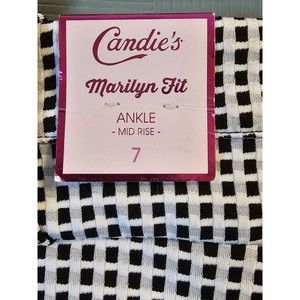 Candie's
Marilyn Fit
ANKLE
- MID RISE -
7